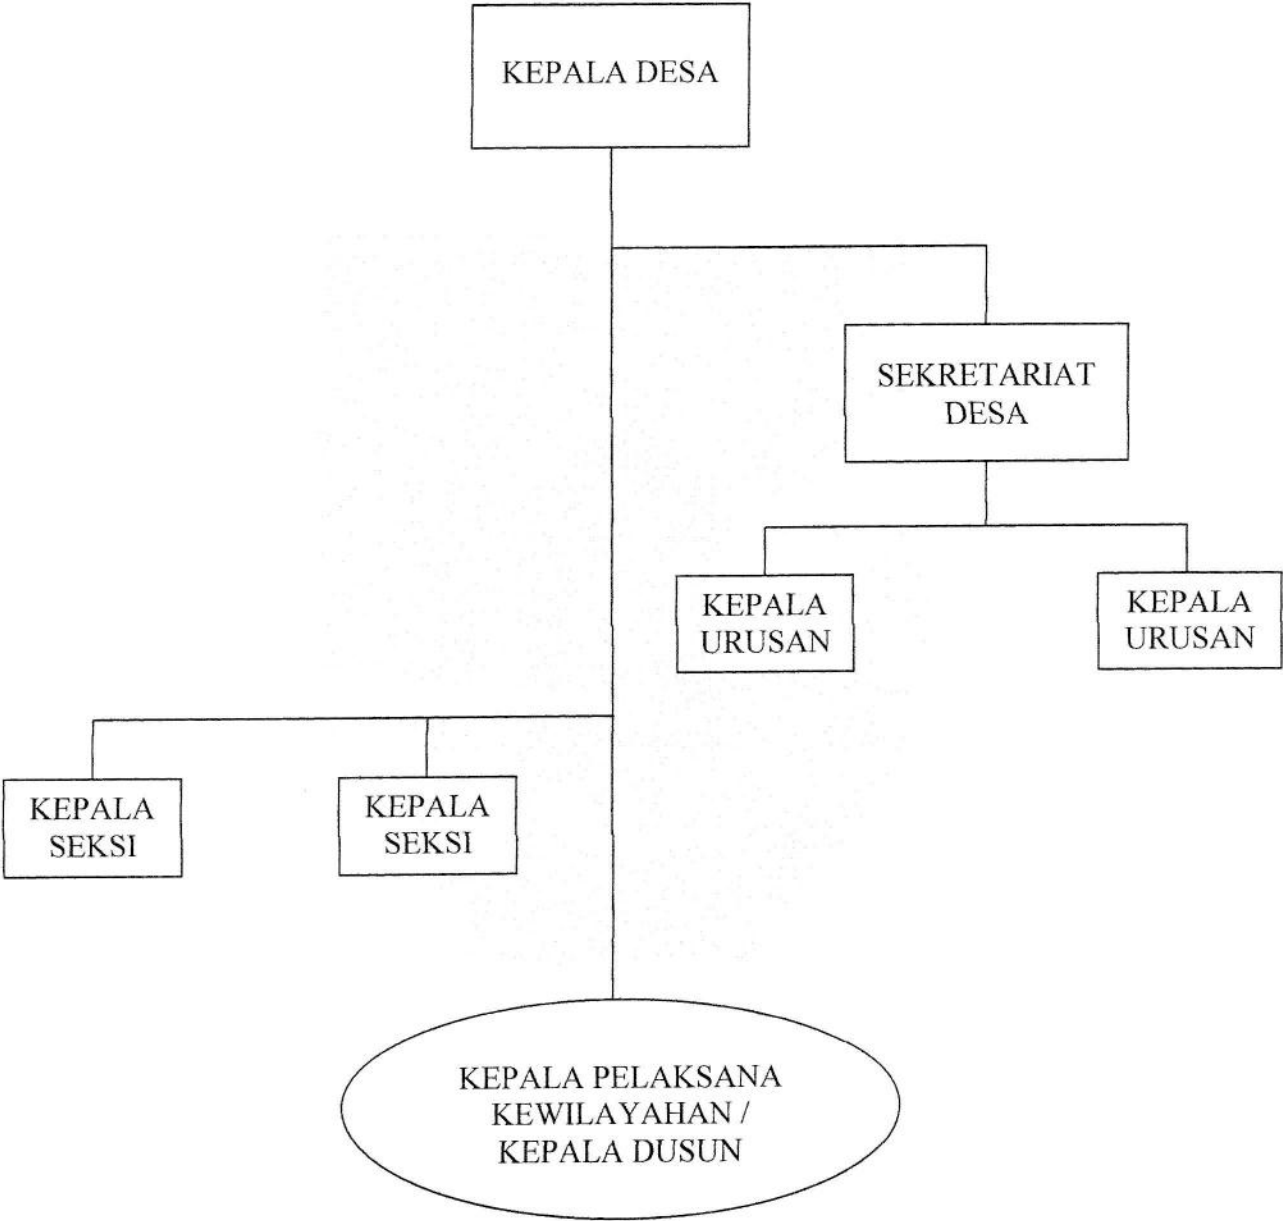 KEPALA DESA
SEKRETARIAT
DESA
KEPALA
URUSAN
KEPALA
URUSAN
KEPALA
SEKSI
KEPALA
SEKSI
KEPALA PELAKSANA
KEWILAYAHAN /
KEPALA DUSUN